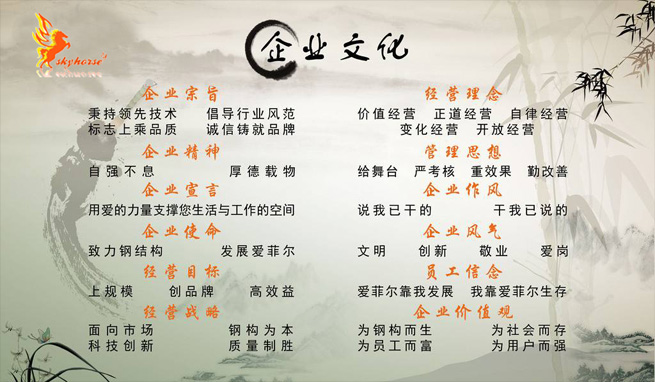 skyhorse
企业文化
企业宗旨
秉持领先技术 倡导行业风范
标志上乘品质 诚信铸就品牌
企业精神
自强不息 厚德载物
企业宣言
用爱的力量支撑您生活与工作的空间
企业使命
致力钢结构 发展爱菲尔
经营目标
上规模 创品牌 高效益
经营战略
面向市场 钢构为本
科技创新 质量制胜
经营理念
价值经营 正道经营 自律经营
变化经营 开放经营
管理思想
给舞台 严考核 重效果 勤改善
企业作风
说我已干的 干我已说的
企业风气
文明 创新 敬业 爱岗
员工信念
爱菲尔靠我发展 我靠爱菲尔生存
企业价值观
为钢构而生 为社会而存
为员工而富 为用户而强